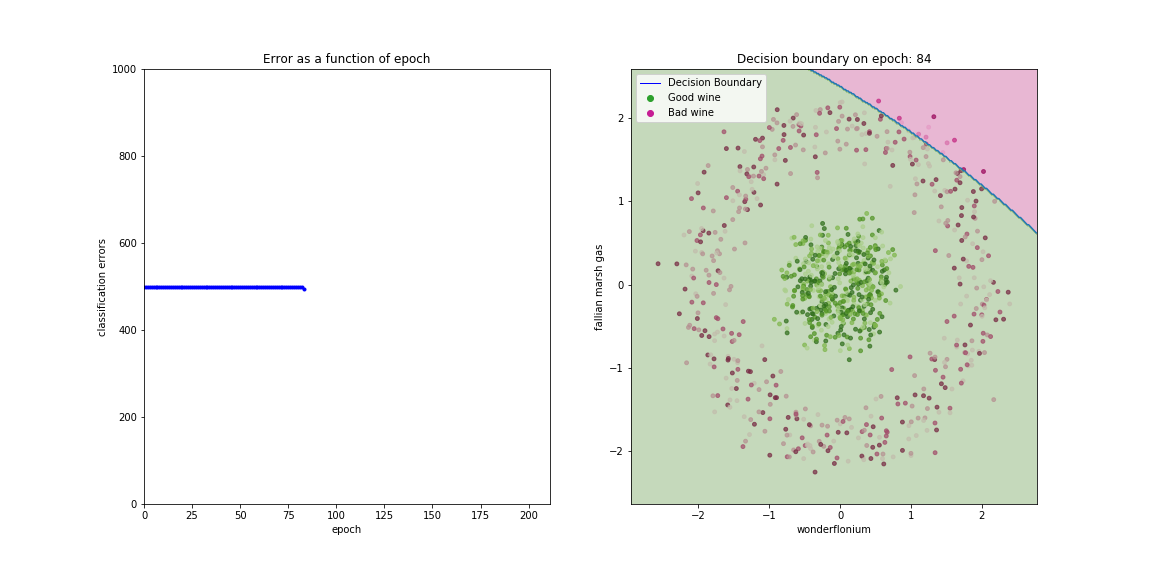 Error as a function of epoch
1000
800
600
400
200
0
classification errors
0 25 50 75 100 125 150 175 200
epoch
Decision boundary on epoch: 84
Decision Boundary
Good wine
Bad wine
2
1
0
−1
−2
fallian marsh gas
−2 −1 0 1 2
wonderflonium